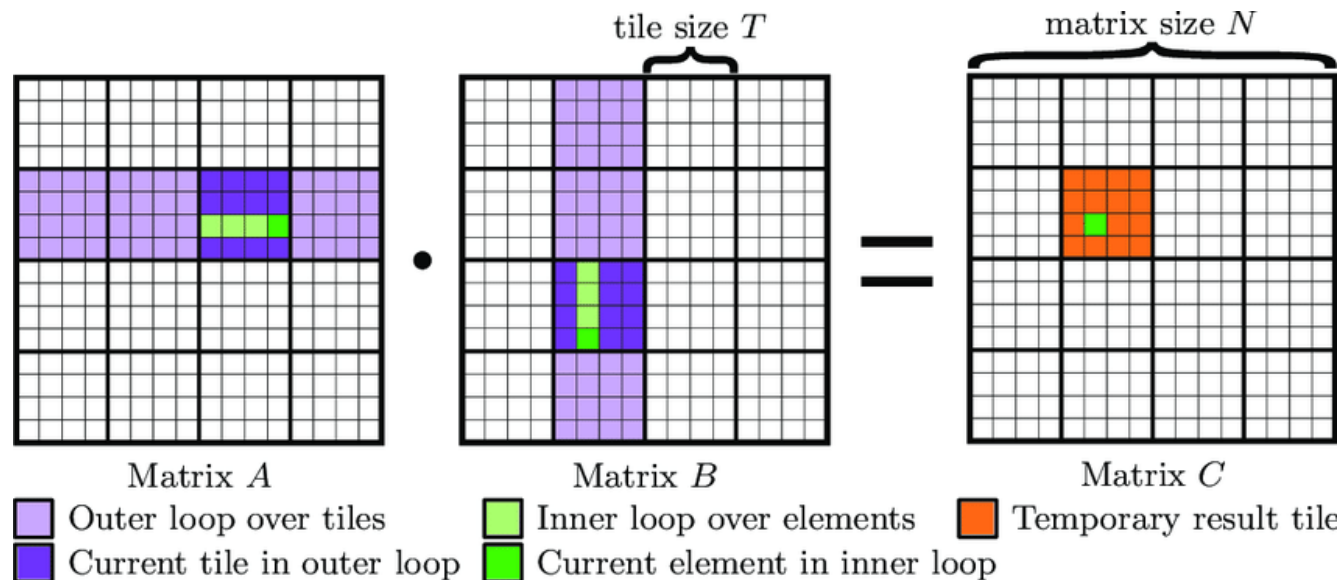 tile size T
matrix size N
Matrix A
Matrix B
Matrix C
Outer loop over tiles
Inner loop over elements
Temporary result tile
Current tile in outer loop
Current element in inner loop